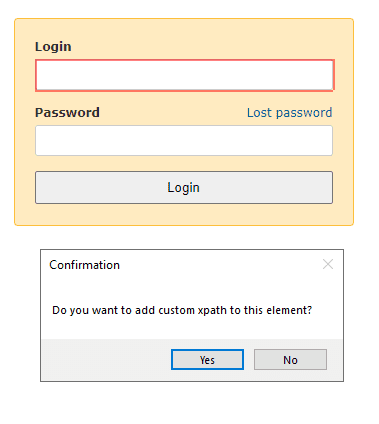 Login
Password Lost password
Login
Confirmation
Do you want to add custom xpath to this element?
Yes No